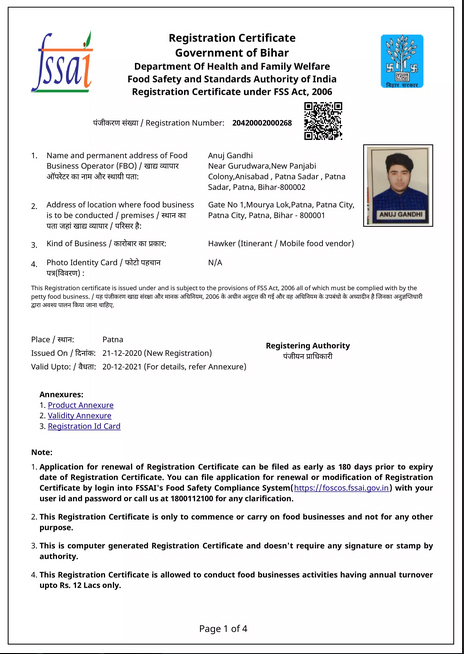 fssai
Registration Certificate
Government of Bihar
Department Of Health and Family Welfare
Food Safety and Standards Authority of India
Registration Certificate under FSS Act, 2006
बिहार सरकार
पंजीकरण संख्या / Registration Number: 20420002000268
1. Name and permanent address of Food Business Operator (FBO) / खाद्य व्यापार ऑपरेटर का नाम और स्थायी पता:
Anuj Gandhi
Near Gurudwara,New Panjabi
Colony,Anisabad , Patna Sadar , Patna
Sadar, Patna, Bihar-800002
ANUJ GANDHI
2. Address of location where food business is to be conducted / premises / स्थान का पता जहां खाद्य व्यापार / परिसर है:
Gate No 1,Mourya Lok,Patna, Patna City,
Patna City, Patna, Bihar - 800001
3. Kind of Business / कारोबार का प्रकार: Hawker (Itinerant / Mobile food vendor)
4. Photo Identity Card / फोटो पहचान पत्र(विवरण) : N/A
This Registration certificate is issued under and is subject to the provisions of FSS Act, 2006 all of which must be complied with by the
petty food business. / यह पंजीकरण खाद्य सुरक्षा और मानक अधिनियम, 2006 के अधीन अनुदत्त की गई और वह अधिनियम के उपबंधो के अध्याधीन है जिनका अनुज्ञप्तिधारी
द्वारा अवश्य पालन किया जाना चाहिए.
Place / स्थान: Patna
Issued On / दिनांक: 21-12-2020 (New Registration)
Valid Upto: / वैधता: 20-12-2021 (For details, refer Annexure)
Registering Authority
पंजीयन प्राधिकारी
Annexures:
1. Product Annexure
2. Validity Annexure
3. Registration Id Card
Note:
1. Application for renewal of Registration Certificate can be filed as early as 180 days prior to expiry
date of Registration Certificate. You can file application for renewal or modification of Registration
Certificate by login into FSSAI's Food Safety Compliance System(https://foscos.fssai.gov.in) with your
user id and password or call us at 1800112100 for any clarification.
2. This Registration Certificate is only to commence or carry on food businesses and not for any other
purpose.
3. This is computer generated Registration Certificate and doesn't require any signature or stamp by
authority.
4. This Registration Certificate is allowed to conduct food businesses activities having annual turnover
upto Rs. 12 Lacs only.
Page 1 of 4